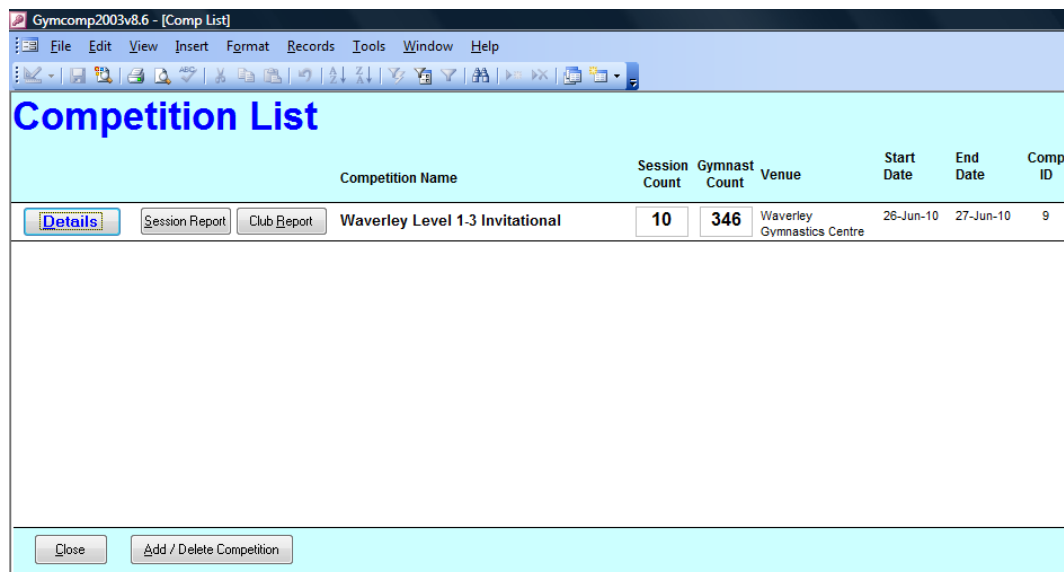 Gymcomp2003v8.6 - [Comp List]
File Edit View Insert Format Records Tools Window Help
Competition List
Competition Name Session Count Gymnast Count Venue Start Date End Date Comp ID
Details Session Report Club Report Waverley Level 1-3 Invitational 10 346 Waverley Gymnastics Centre 26-Jun-10 27-Jun-10 9
Close Add / Delete Competition